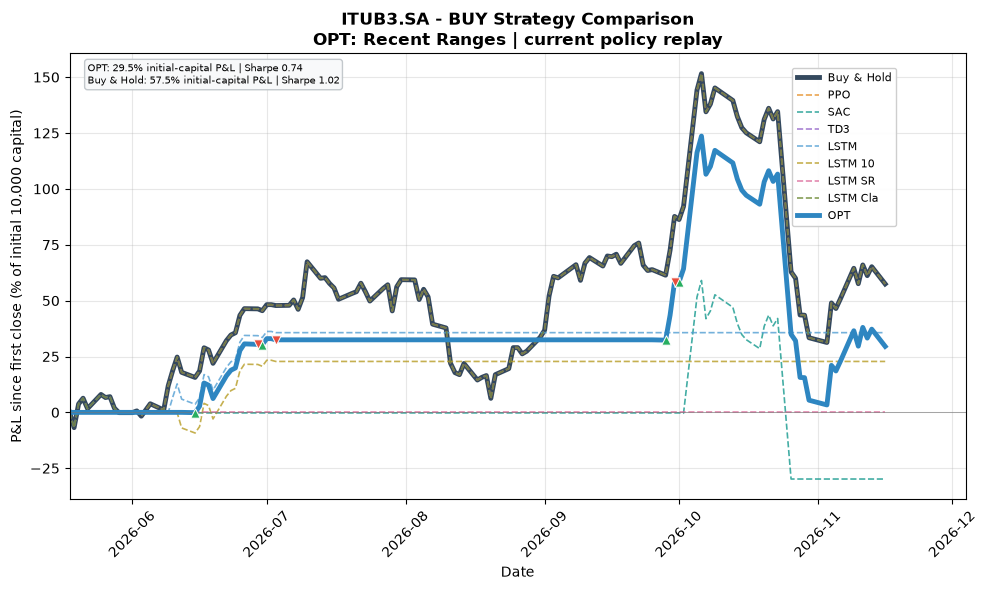 ITUB3.SA - BUY Strategy Comparison
OPT: Recent Ranges | current policy replay
OPT: 29.5% initial-capital P&L | Sharpe 0.74
Buy & Hold: 57.5% initial-capital P&L | Sharpe 1.02
Buy & Hold
PPO
SAC
TD3
LSTM
LSTM 10
LSTM SR
LSTM Cla
OPT
P&L since first close (% of initial 10,000 capital)
150
125
100
75
50
25
0
−25
2026-06
2026-07
2026-08
2026-09
2026-10
2026-11
2026-12
Date